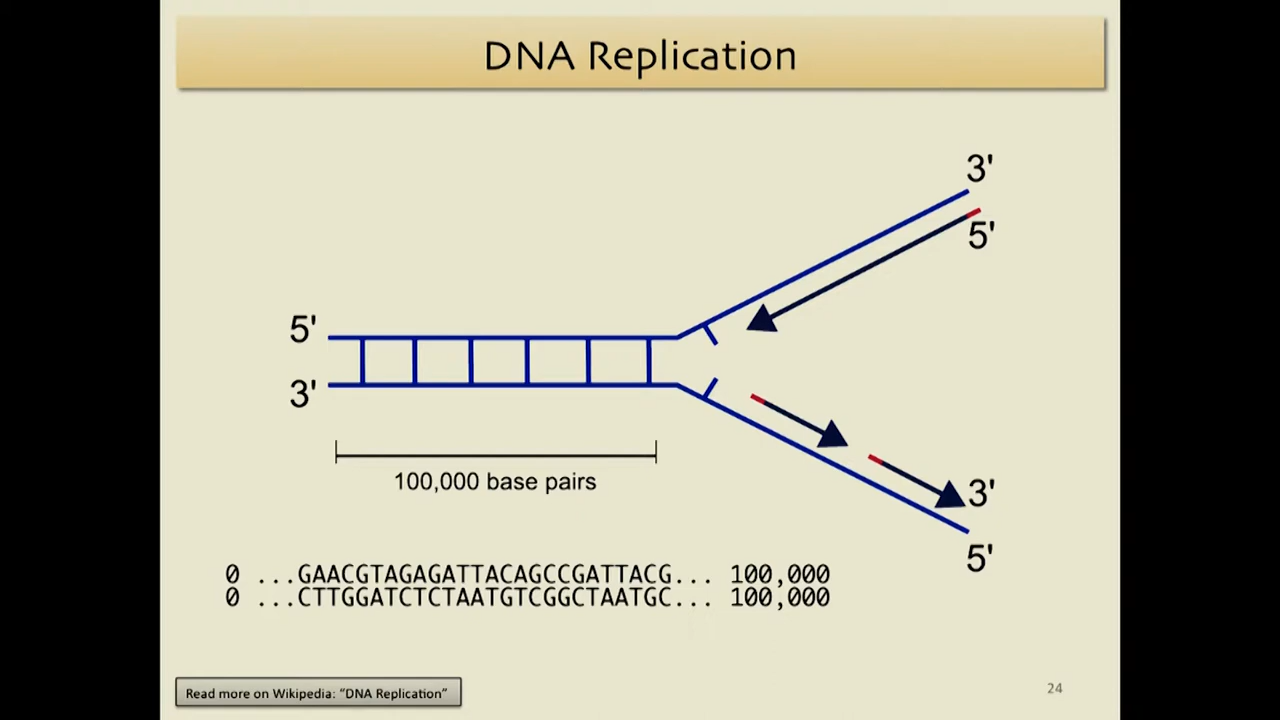 DNA Replication
3'
5'
5'
3'
100,000 base pairs
3'
5'
0 ...GAACGTAGAGATTACAGCCGATTACG... 100,000
0 ...CTTGGATCTCTAATGTCGGCTAATGC... 100,000
Read more on Wikipedia: “DNA Replication”
24